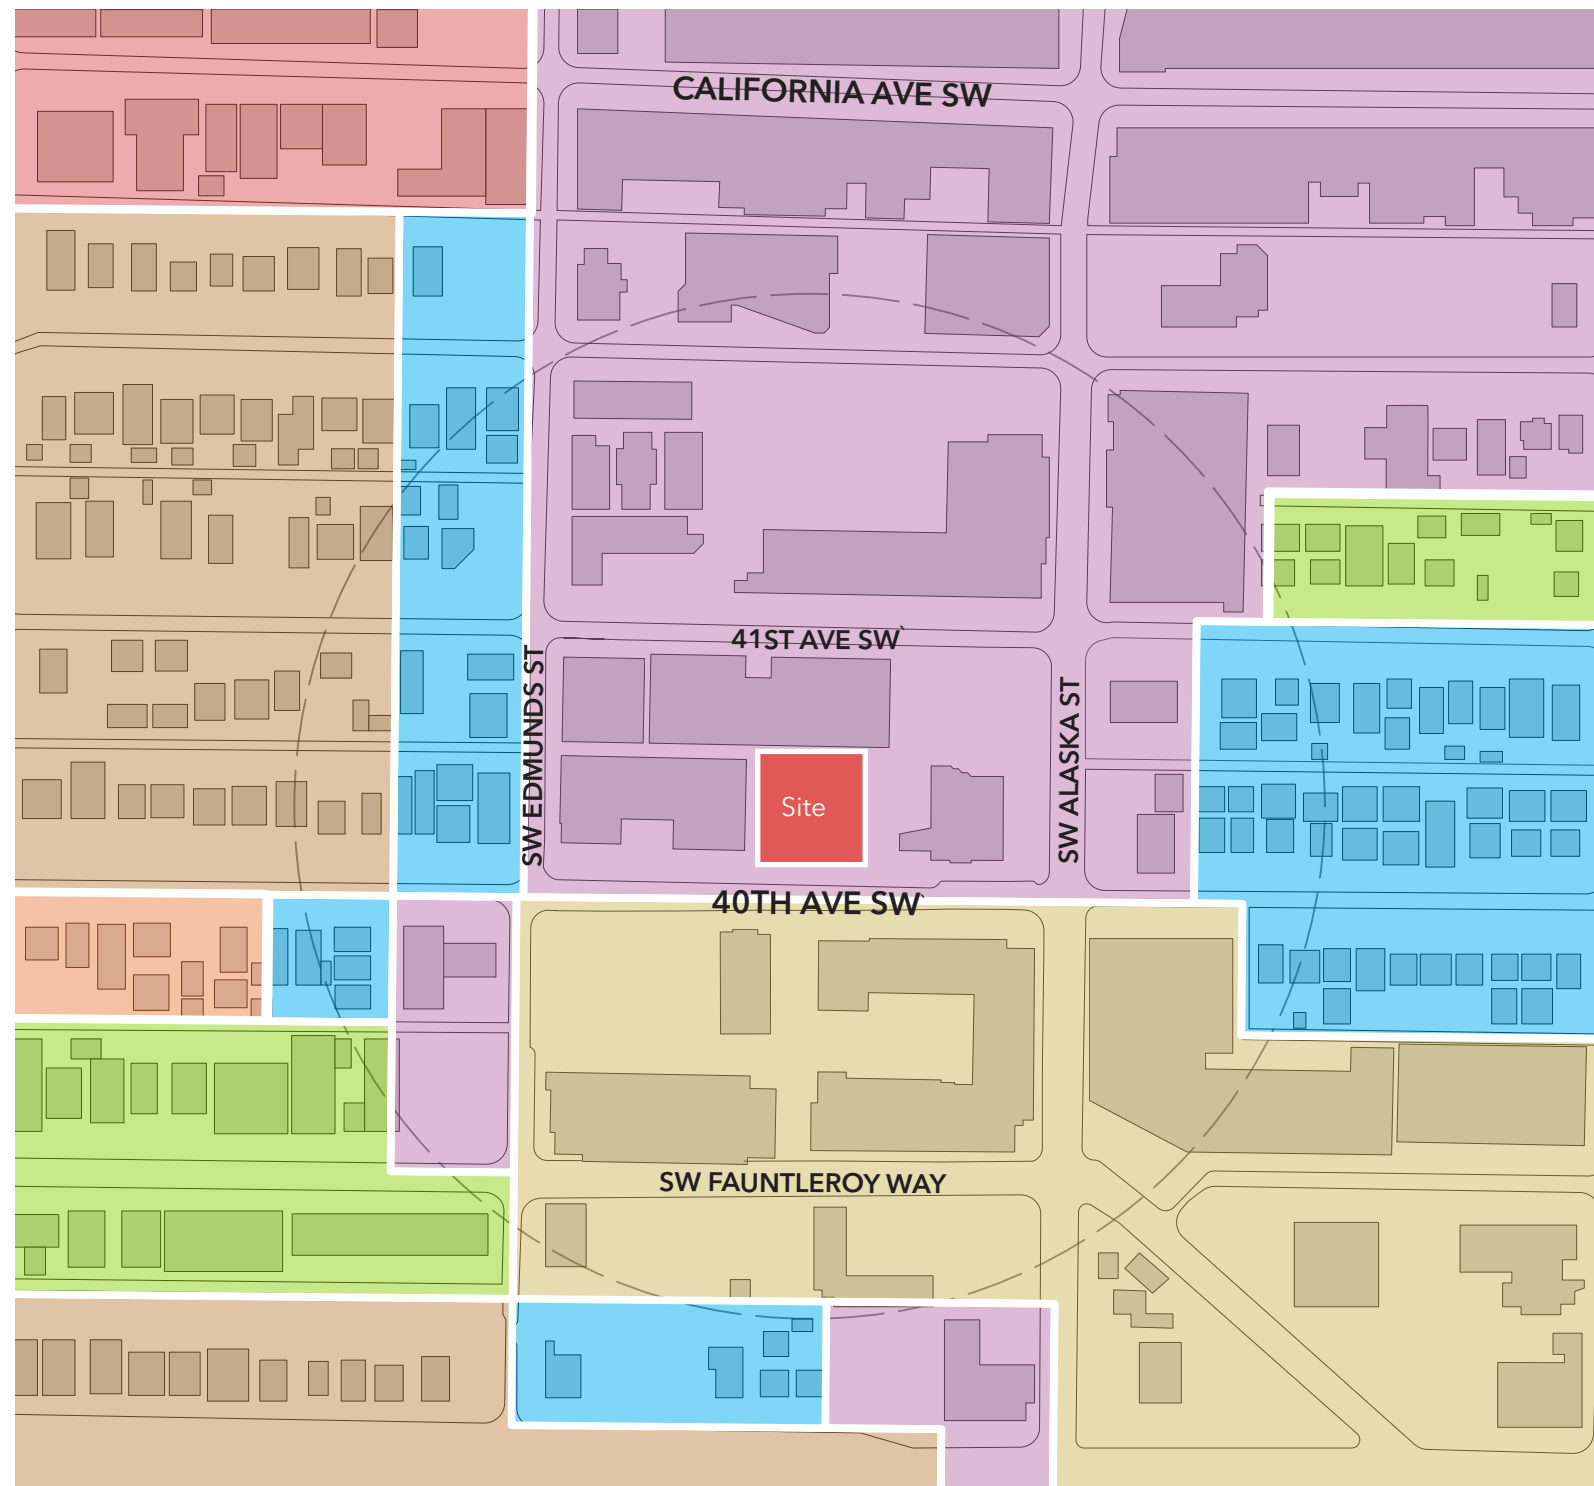 CALIFORNIA AVE SW
41ST AVE SW`
SW EDMUNDS ST
SW ALASKA ST
Site
40TH AVE SW`
SW FAUNTLEROY WAY